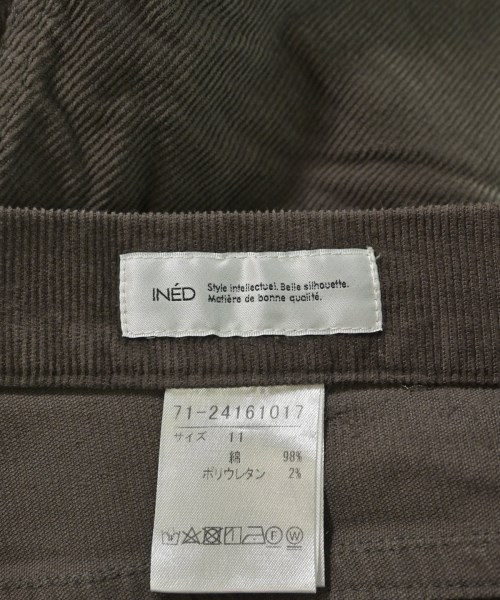 INÉD
Style intellectuel. Belle silhouette.
Matière de bonne qualité.
71-24161017
サイズ 11
綿 98%
ポリウレタン 2%
F W